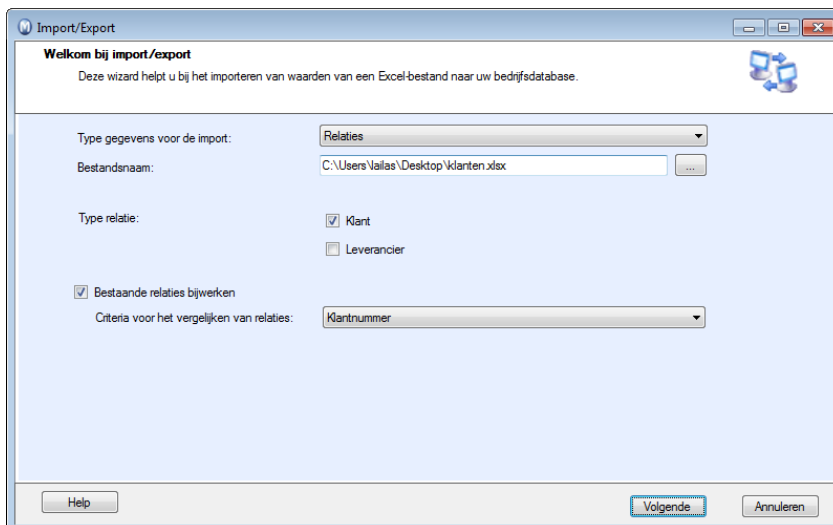 Import/Export
Welkom bij import/export
Deze wizard helpt u bij het importeren van waarden van een Excel-bestand naar uw bedrijfsdatabase.
Type gegevens voor de import: Relaties
Bestandsnaam: C:\Users\lailas\Desktop\klanten.xlsx ...
Type relatie: Klant
Leverancier
Bestaande relaties bijwerken
Criteria voor het vergelijken van relaties: Klantnummer
Help Volgende Annuleren